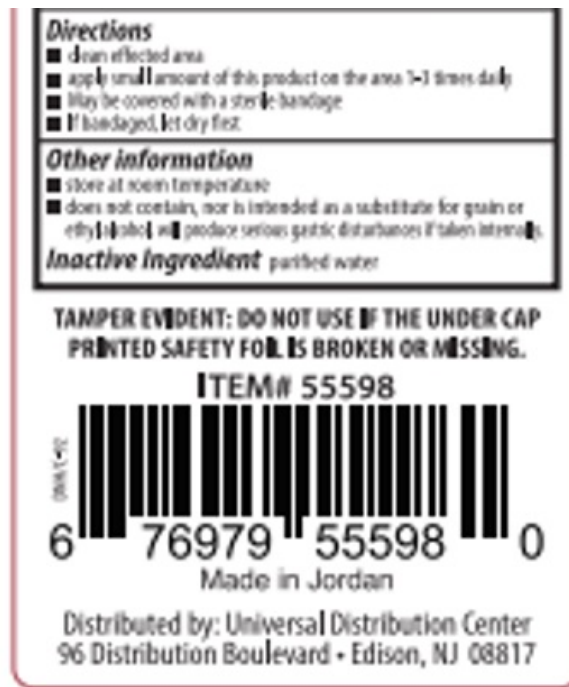 Directions
■ clean effected area
■ apply small amount of this product on the area 1-3 times daily
■ May be covered with a sterile bandage
■ If bandaged, let dry first
Other information
■ store at room temperature
■ does not contain, nor is intended as a substitute for grain or
ethyl alcohol, will produce serious gastric disturbances if taken internally.
Inactive Ingredient purified water
TAMPER EVIDENT: DO NOT USE IF THE UNDER CAP
PRINTED SAFETY FOIL IS BROKEN OR MISSING.
ITEM# 55598
6 76979 55598 0
Made in Jordan
Distributed by: Universal Distribution Center
96 Distribution Boulevard • Edison, NJ 08817